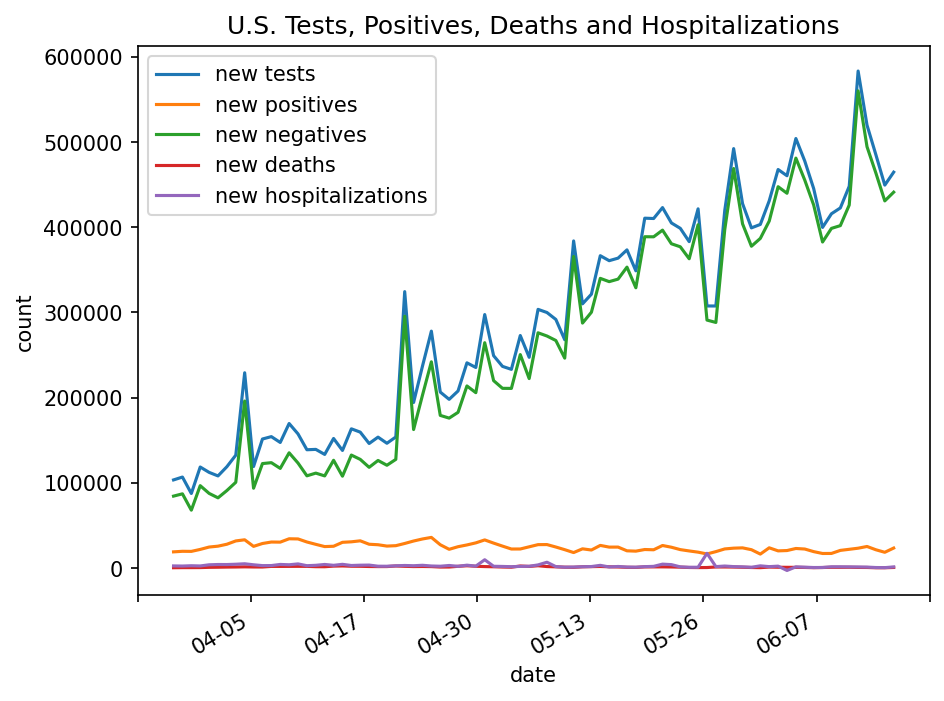 U.S. Tests, Positives, Deaths and Hospitalizations
600000
500000
400000
300000
200000
100000
0
count
new tests
new positives
new negatives
new deaths
new hospitalizations
04-05
04-17
04-30
05-13
05-26
06-07
date